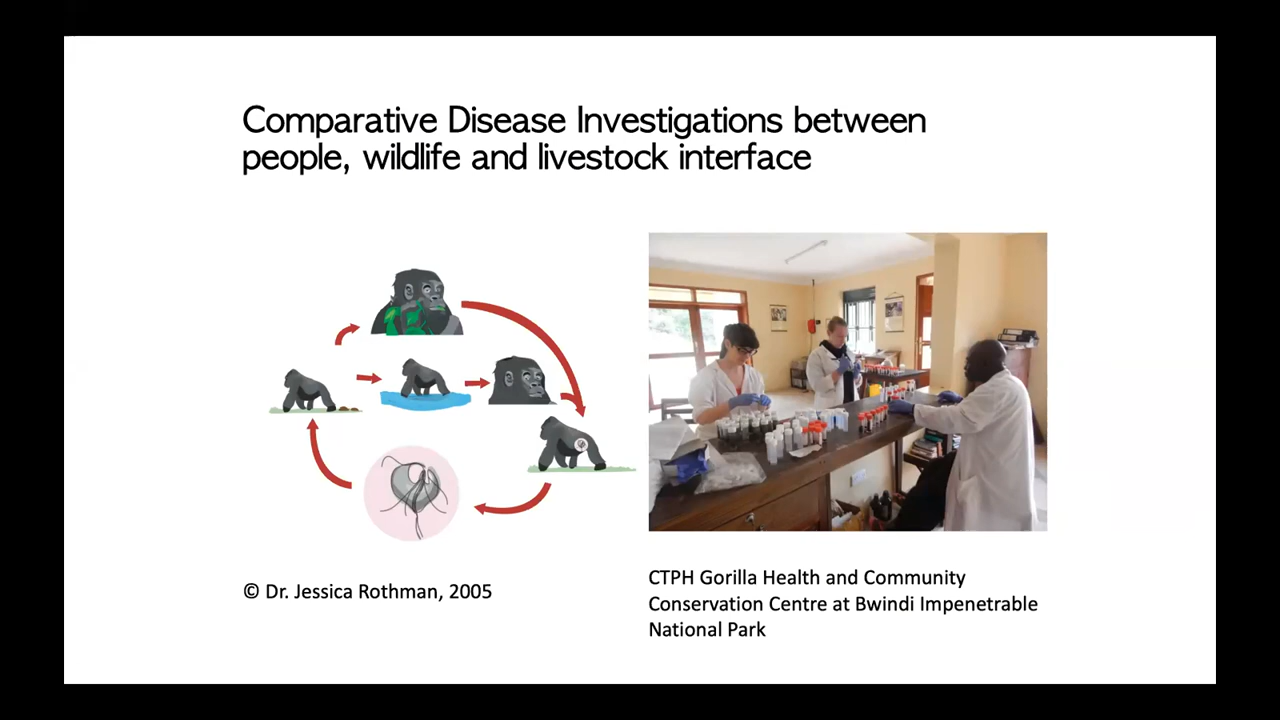 Comparative Disease Investigations between
people, wildlife and livestock interface
© Dr. Jessica Rothman, 2005
CTPH Gorilla Health and Community
Conservation Centre at Bwindi Impenetrable
National Park